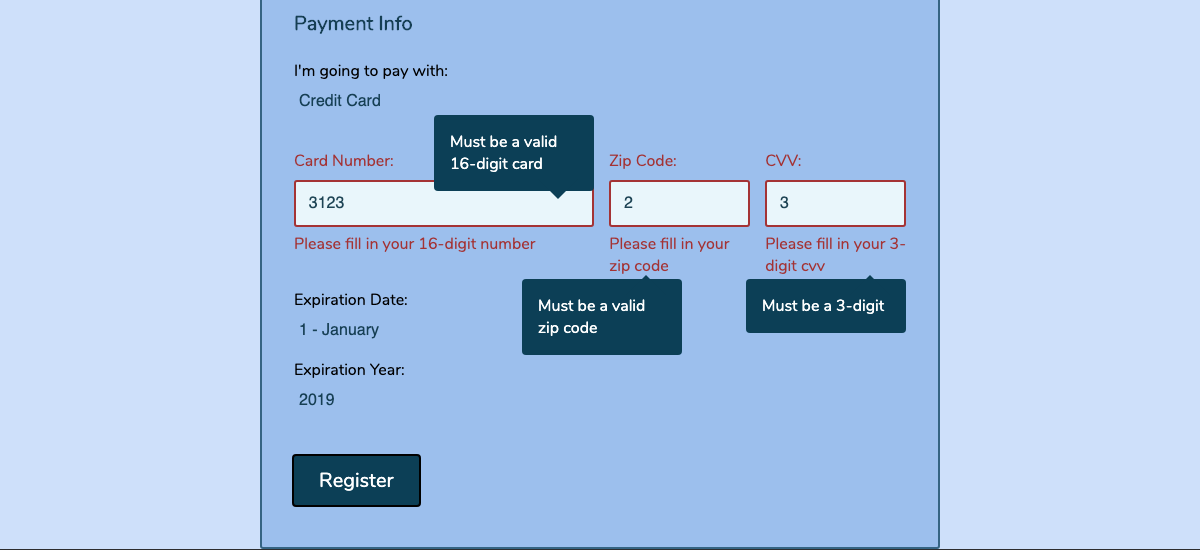 Payment Info
I'm going to pay with:
Credit Card
Must be a valid
16-digit card
Card Number:
Zip Code:
CVV:
3123
2
3
Please fill in your 16-digit number
Please fill in your
zip code
Please fill in your 3-
digit cvv
Must be a valid
zip code
Must be a 3-digit
Expiration Date:
1 - January
Expiration Year:
2019
Register